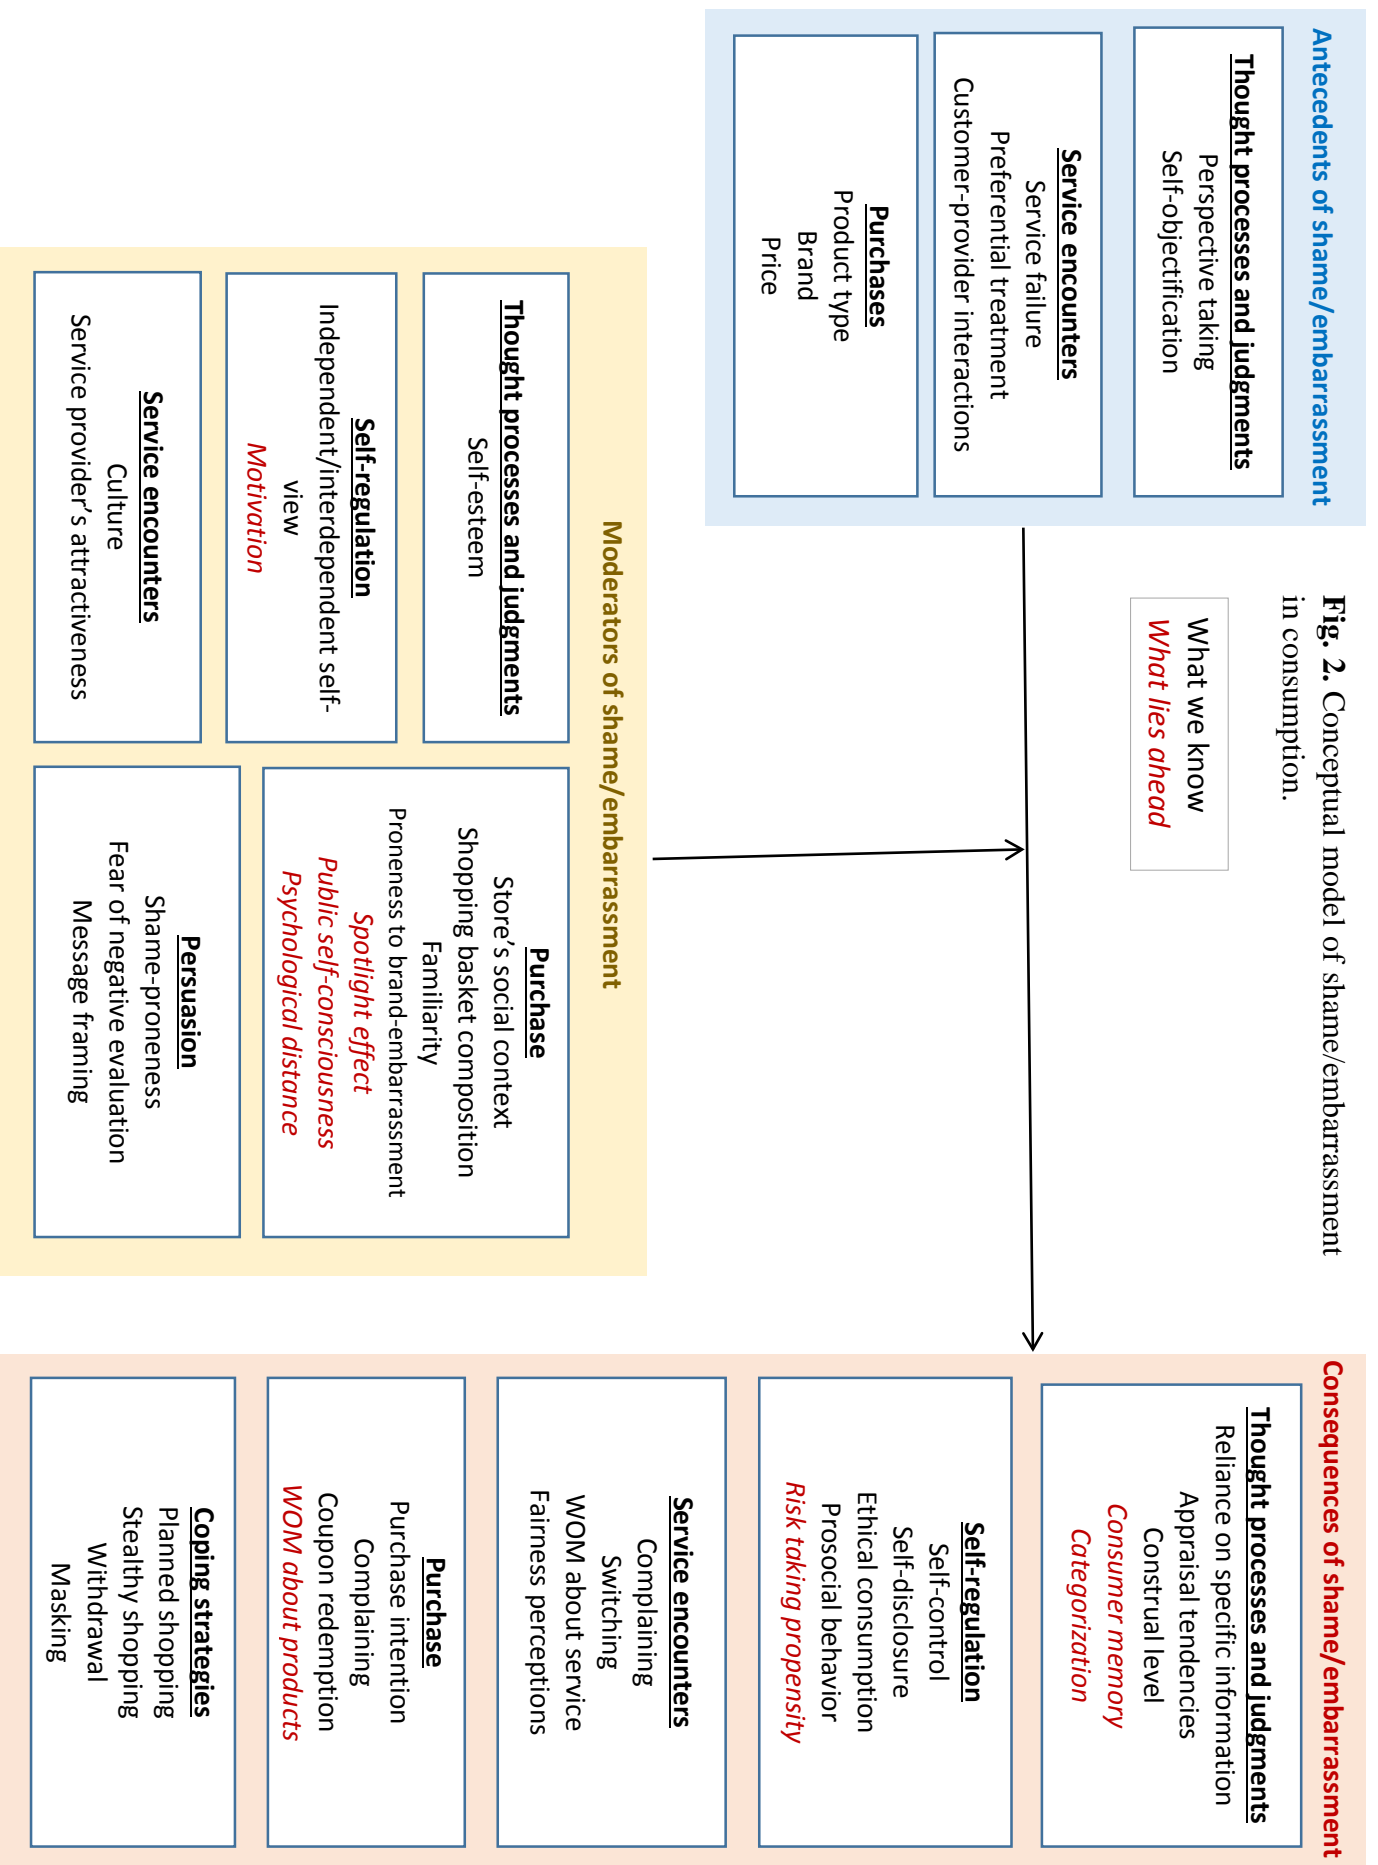 Fig. 2. Conceptual model of shame/embarrassment
in consumption.
What we know
What lies ahead
Antecedents of shame/embarrassment
Thought processes and judgments
Perspective taking
Self-objectification
Service encounters
Service failure
Preferential treatment
Customer-provider interactions
Purchases
Product type
Brand
Price
Moderators of shame/embarrassment
Thought processes and judgments
Self-esteem
Self-regulation
Independent/interdependent self-
view
Motivation
Service encounters
Culture
Service provider’s attractiveness
Purchase
Store’s social context
Shopping basket composition
Familiarity
Proneness to brand-embarrassment
Spotlight effect
Public self-consciousness
Psychological distance
Persuasion
Shame-proneness
Fear of negative evaluation
Message framing
Consequences of shame/embarrassment
Thought processes and judgments
Reliance on specific information
Appraisal tendencies
Construal level
Consumer memory
Categorization
Self-regulation
Self-control
Self-disclosure
Ethical consumption
Prosocial behavior
Risk taking propensity
Service encounters
Complaining
Switching
WOM about service
Fairness perceptions
Purchase
Purchase intention
Complaining
Coupon redemption
WOM about products
Coping strategies
Planned shopping
Stealthy shopping
Withdrawal
Masking